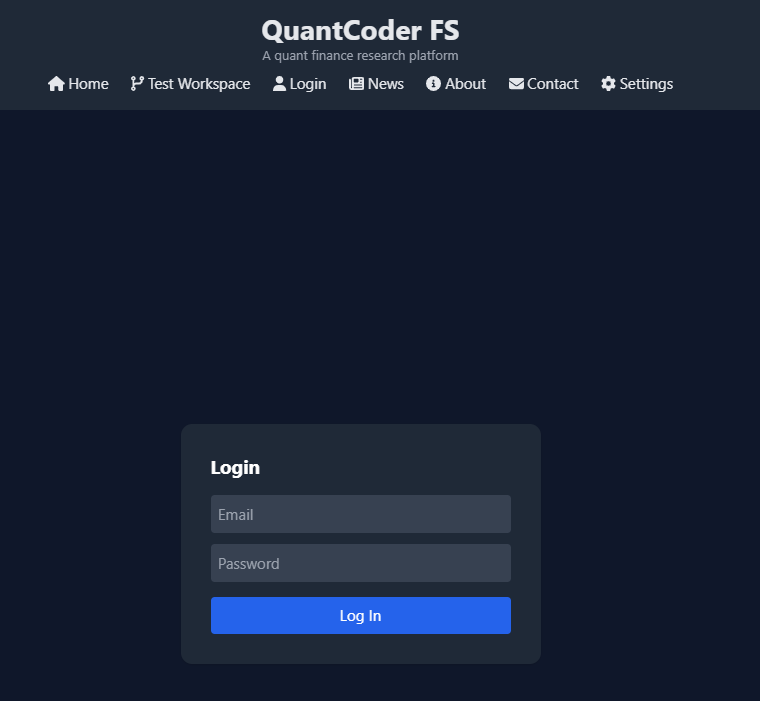 QuantCoder FS
A quant finance research platform
Home Test Workspace Login News About Contact Settings
Login
Email
Password
Log In